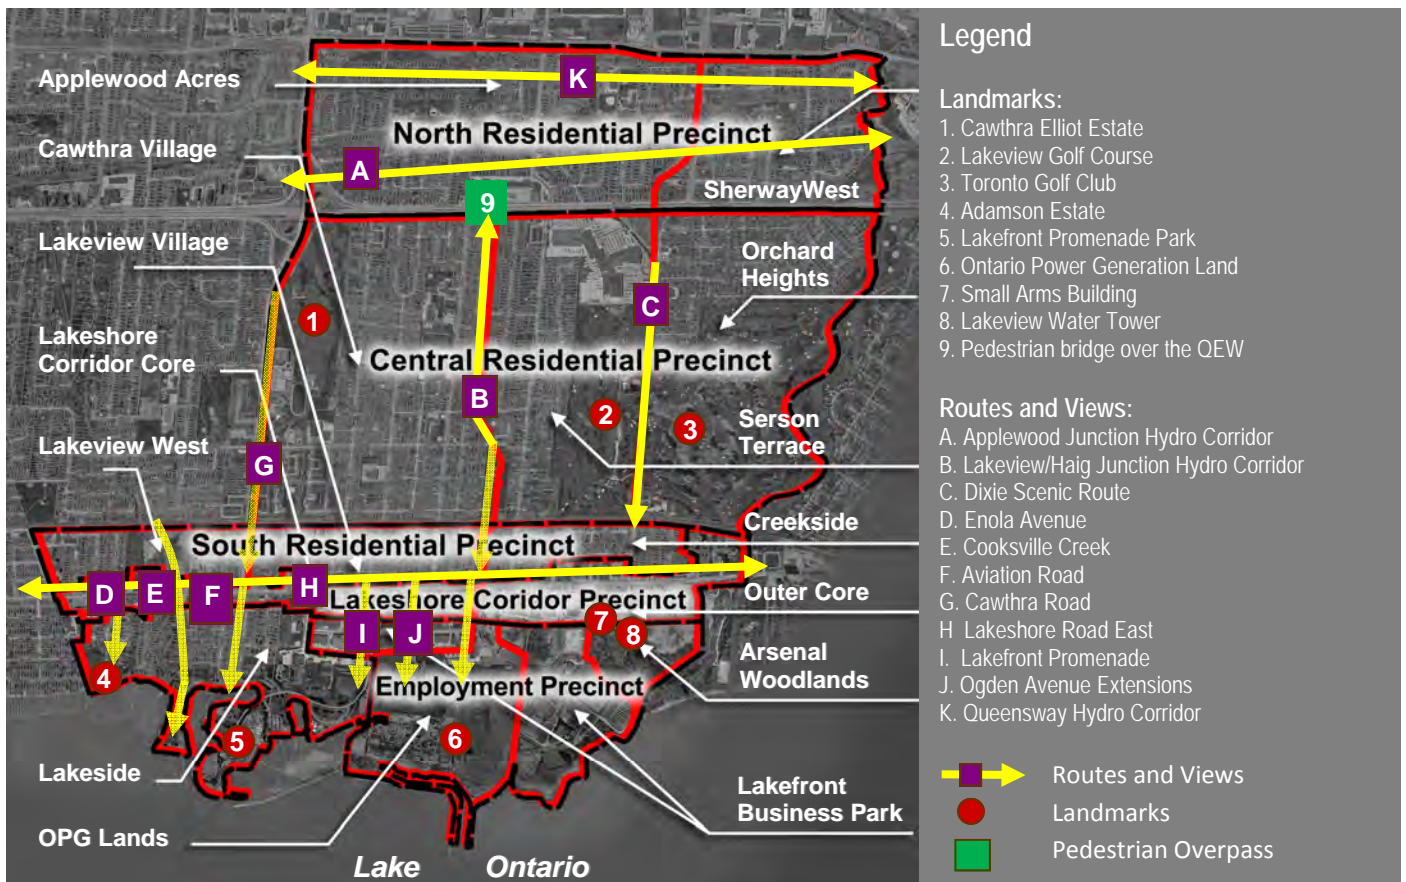 Applewood Acres
K
North Residential Precinct
Cawthra Village
A
SherwayWest
9
Lakeview Village
Orchard
Heights
C
1
Lakeshore
Corridor Core
Central Residential Precinct
B
2
3
Serson
Terrace
Lakeview West
G
Creekside
South Residential Precinct
D
E
F
H
Outer Core
Lakeshore Coridor Precinct
7
8
I
J
Arsenal
Woodlands
4
Employment Precinct
5
6
Lakeside
Lakefront
Business Park
OPG Lands
Lake Ontario
Legend
Landmarks:
1. Cawthra Elliot Estate
2. Lakeview Golf Course
3. Toronto Golf Club
4. Adamson Estate
5. Lakefront Promenade Park
6. Ontario Power Generation Land
7. Small Arms Building
8. Lakeview Water Tower
9. Pedestrian bridge over the QEW
Routes and Views:
A. Applewood Junction Hydro Corridor
B. Lakeview/Haig Junction Hydro Corridor
C. Dixie Scenic Route
D. Enola Avenue
E. Cooksville Creek
F. Aviation Road
G. Cawthra Road
H Lakeshore Road East
I. Lakefront Promenade
J. Ogden Avenue Extensions
K. Queensway Hydro Corridor
Routes and Views
Landmarks
Pedestrian Overpass